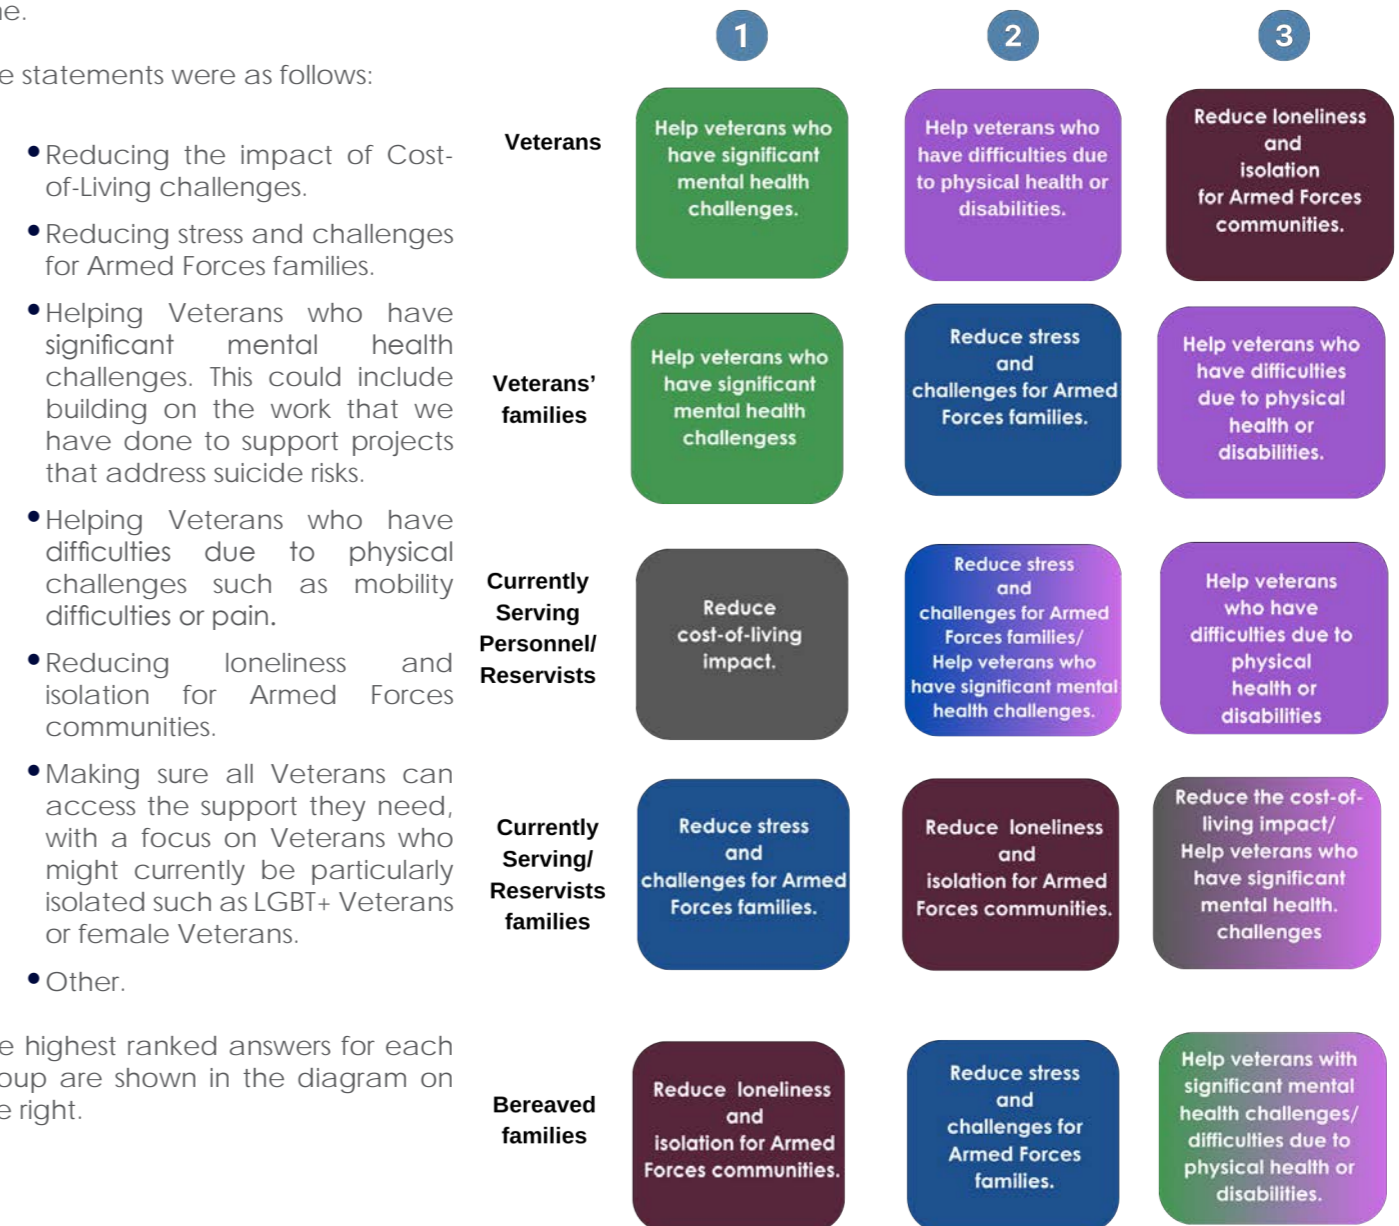 ne.
e statements were as follows:
•Reducing the impact of Cost-
of-Living challenges.
•Reducing stress and challenges
for Armed Forces families.
•Helping Veterans who have
significant mental health
challenges. This could include
building on the work that we
have done to support projects
that address suicide risks.
•Helping Veterans who have
difficulties due to physical
challenges such as mobility
difficulties or pain.
•Reducing loneliness and
isolation for Armed Forces
communities.
•Making sure all Veterans can
access the support they need,
with a focus on Veterans who
might currently be particularly
isolated such as LGBT+ Veterans
or female Veterans.
•Other.
e highest ranked answers for each
oup are shown in the diagram on
e right.
1
2
3
Veterans
Help veterans who
have significant
mental health
challenges.
Help veterans who
have difficulties due
to physical health or
disabilities.
Reduce loneliness
and
isolation
for Armed Forces
communities.
Veterans'
families
Help veterans who
have significant
mental health
challengess
Reduce stress
and
challenges for Armed
Forces families.
Help veterans who
have difficulties
due to physical
health or
disabilities.
Currently
Serving
Personnel/
Reservists
Reduce
cost-of-living
impact.
Reduce stress
and
challenges for Armed
Forces families/
Help veterans who
have significant mental
health challenges.
Help veterans
who have
difficulties due to
physical
health or
disabilities
Currently
Serving/
Reservists
families
Reduce stress
and
challenges for Armed
Forces families.
Reduce loneliness
and
isolation for Armed
Forces communities.
Reduce the cost-of-
living impact/
Help veterans who
have significant
mental health.
challenges
Bereaved
families
Reduce loneliness
and
isolation for Armed
Forces communities.
Reduce stress
and
challenges for
Armed Forces
families.
Help veterans with
significant mental
health challenges/
difficulties due to
physical health or
disabilities.